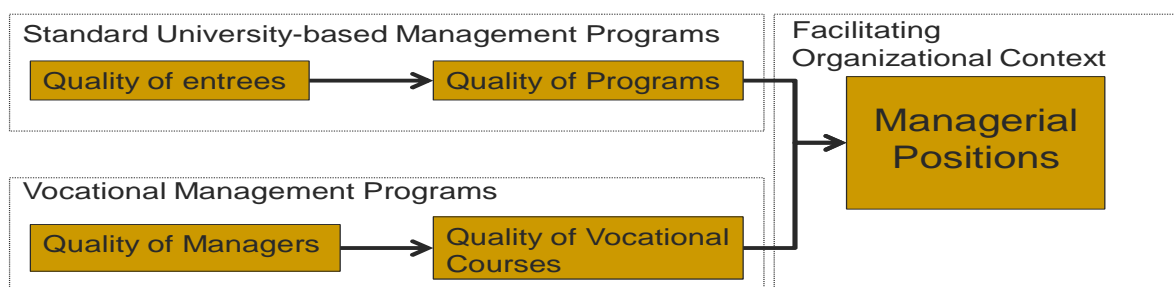 Standard University-based Management Programs
Quality of entrees
Quality of Programs
Vocational Management Programs
Quality of Managers
Quality of Vocational
Courses
Facilitating
Organizational Context
Managerial
Positions